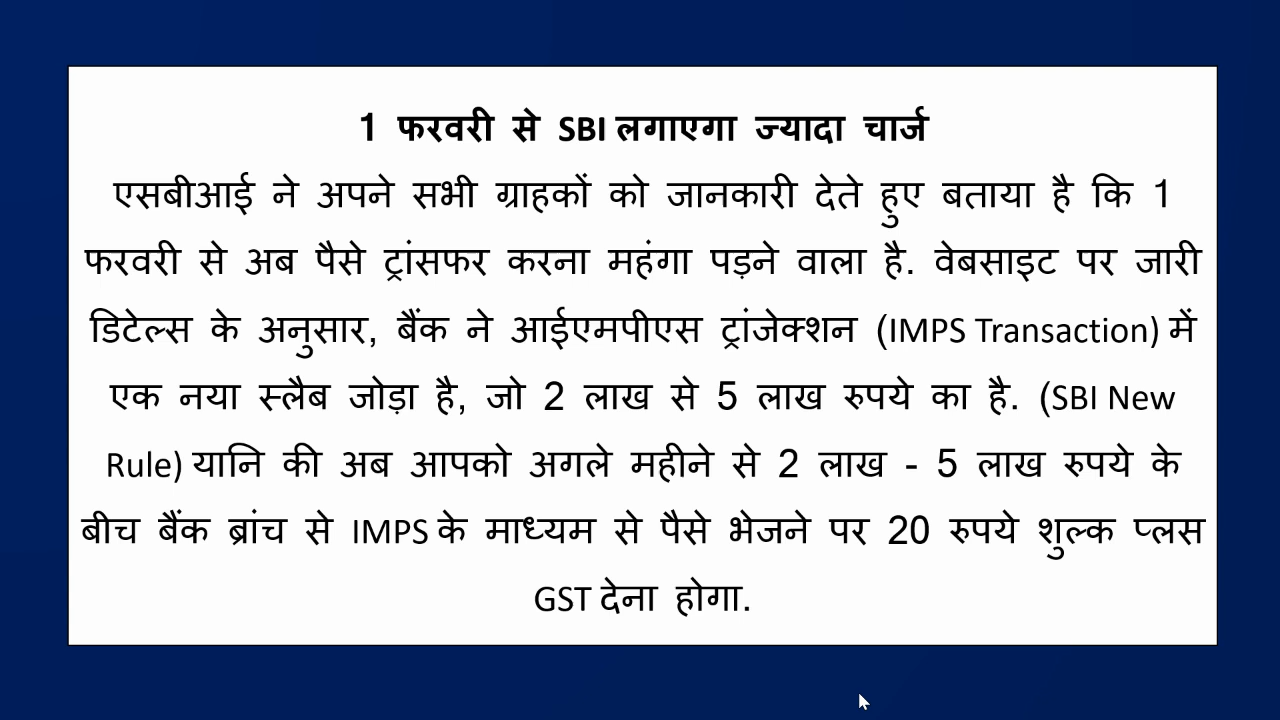 1 फरवरी से SBI लगाएगा ज्यादा चार्ज
एसबीआई ने अपने सभी ग्राहकों को जानकारी देते हुए बताया है कि 1
फरवरी से अब पैसे ट्रांसफर करना महंगा पड़ने वाला है. वेबसाइट पर जारी
डिटेल्स के अनुसार, बैंक ने आईएमपीएस ट्रांजेक्शन (IMPS Transaction) में
एक नया स्लैब जोड़ा है, जो 2 लाख से 5 लाख रुपये का है. (SBI New
Rule) यानि की अब आपको अगले महीने से 2 लाख - 5 लाख रुपये के
बीच बैंक ब्रांच से IMPS के माध्यम से पैसे भेजने पर 20 रुपये शुल्क प्लस
GST देना होगा.